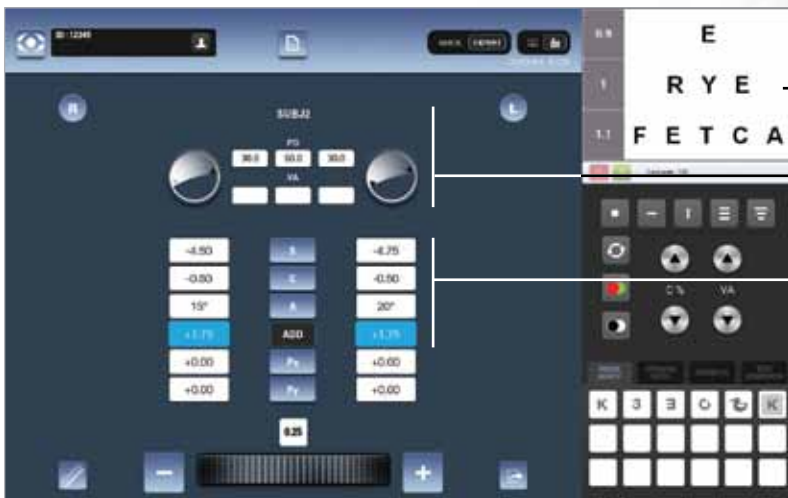 ID : 12345
R
L
SUBJ2
PD
30.0 60.0 30.0
VA
-4.50 S -4.75
-0.50 C -0.50
15° A 20°
+1.75 ADD +1.75
+0.00 Px +0.00
+0.00 Py +0.00
0.25
- +
0.9 E
1 R Y E
1.1 F E T C A
C % VA
K 3
K